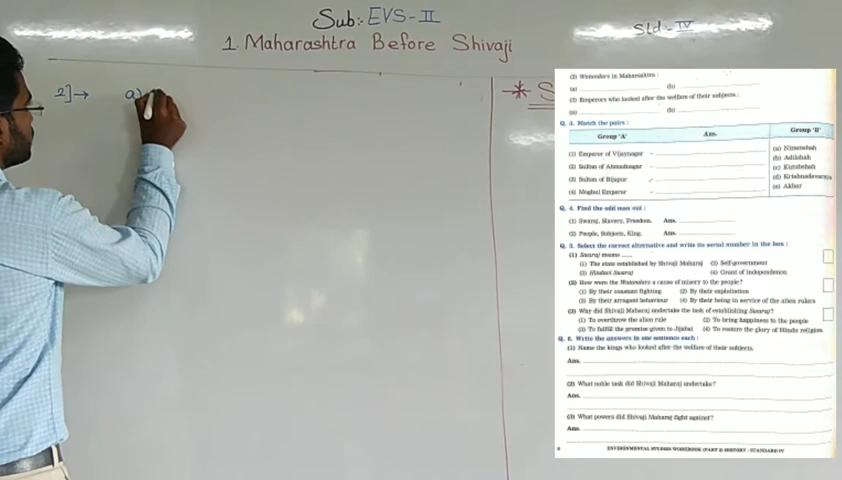 Sub:- EVS-II
Std:- IV
1. Maharashtra Before Shivaji
2]→ a)
* S
(2) Watandars in Maharashtra :
(a) (b)
(3) Emperors who looked after the welfare of their subjects :
(a) (b)
Q. 3. Match the pairs :
Group 'A' Ans. Group 'B'
(1) Emperor of Vijaynagar - (a) Nizamshah
(2) Sultan of Ahmadnagar - (b) Adilshah
(3) Sultan of Bijapur - (c) Kutubshah
(4) Moghul Emperor - (d) Krishnadevaraya
(e) Akbar
Q. 4. Find the odd man out :
(1) Swaraj, Slavery, Freedom. Ans.
(2) People, Subjects, King. Ans.
Q. 5. Select the correct alternative and write its serial number in the box :
(1) Swaraj means ......
(1) The state established by Shivaji Maharaj (2) Self-government
(3) Hindavi Swaraj (4) Grant of Independence.
(2) How were the Watandars a cause of misery to the people?
(1) By their constant fighting (2) By their exploitation
(3) By their arrogant behaviour (4) By their being in service of the alien rulers
(3) Why did Shivaji Maharaj undertake the task of establishing Swaraj?
(1) To overthrow the alien rule (2) To bring happiness to the people
(3) To fulfill the promise given to Jijabai (4) To restore the glory of Hindu religion
Q. 6. Write the answers in one sentence each :
(1) Name the kings who looked after the welfare of their subjects.
Ans.
(2) What noble task did Shivaji Maharaj undertake?
Ans.
(3) What powers did Shivaji Maharaj fight against?
Ans.
ENVIRONMENTAL STUDIES WORKBOOK (PART 2) HISTORY : STANDARD IV